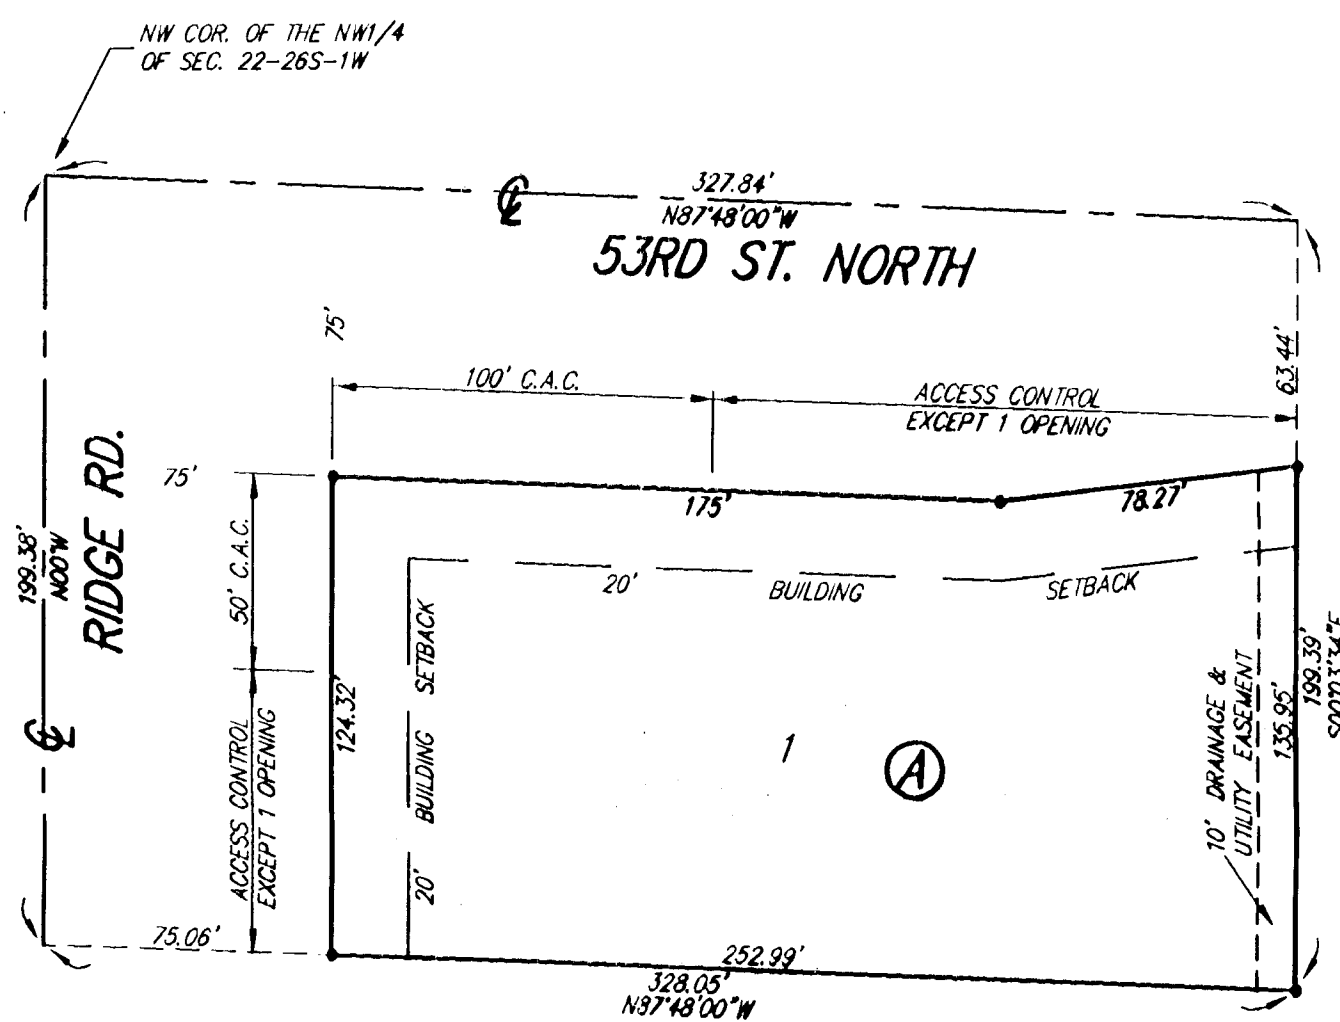 NW COR. OF THE NW1/4
OF SEC. 22-26S-1W
327.84'
N87°48'00"W
53RD ST. NORTH
75'
63.44'
100' C.A.C.
ACCESS CONTROL
EXCEPT 1 OPENING
75'
175'
78.27'
199.38'
N00°W
RIDGE RD.
50' C.A.C.
20' BUILDING SETBACK
20' BUILDING SETBACK
124.32'
ACCESS CONTROL
EXCEPT 1 OPENING
1
A
10' DRAINAGE &
UTILITY EASEMENT
135.95'
199.39'
S00°03'34"E
75.06'
252.99'
328.05'
N87°48'00"W